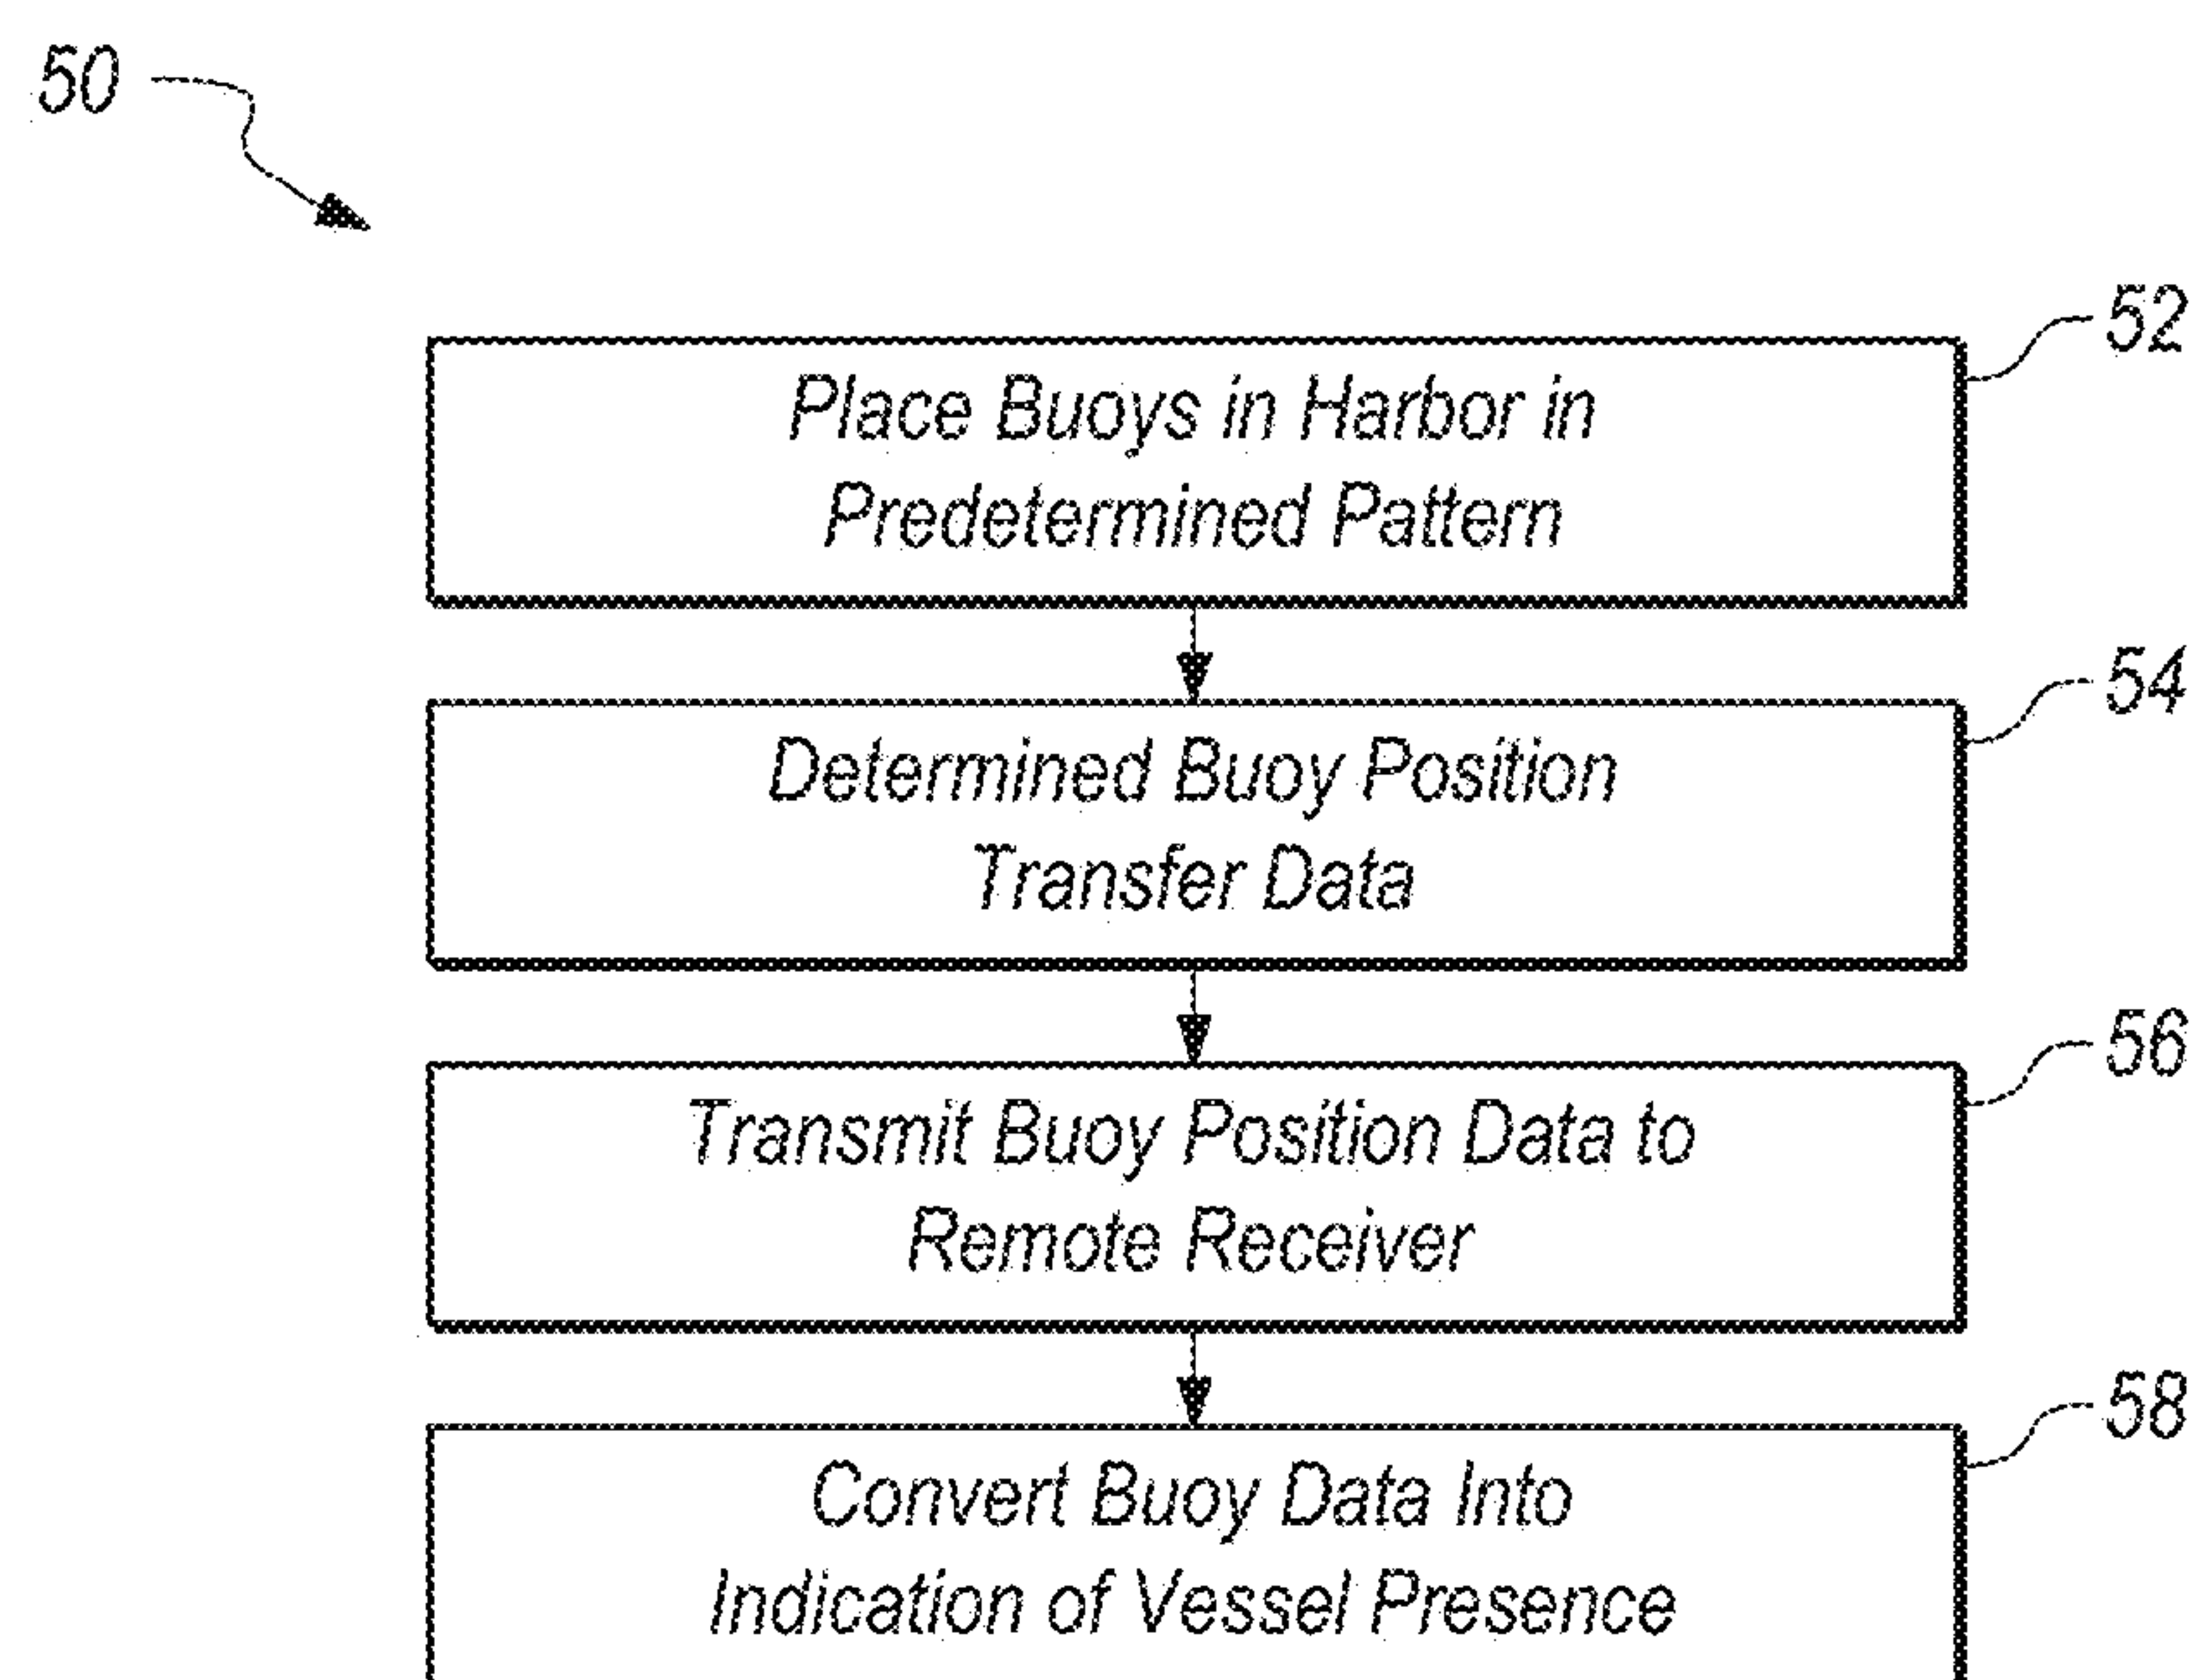 50
52
Place Buoys in Harbor in
Predetermined Pattern
54
Determined Buoy Position
Transfer Data
56
Transmit Buoy Position Data to
Remote Receiver
58
Convert Buoy Data Into
Indication of Vessel Presence